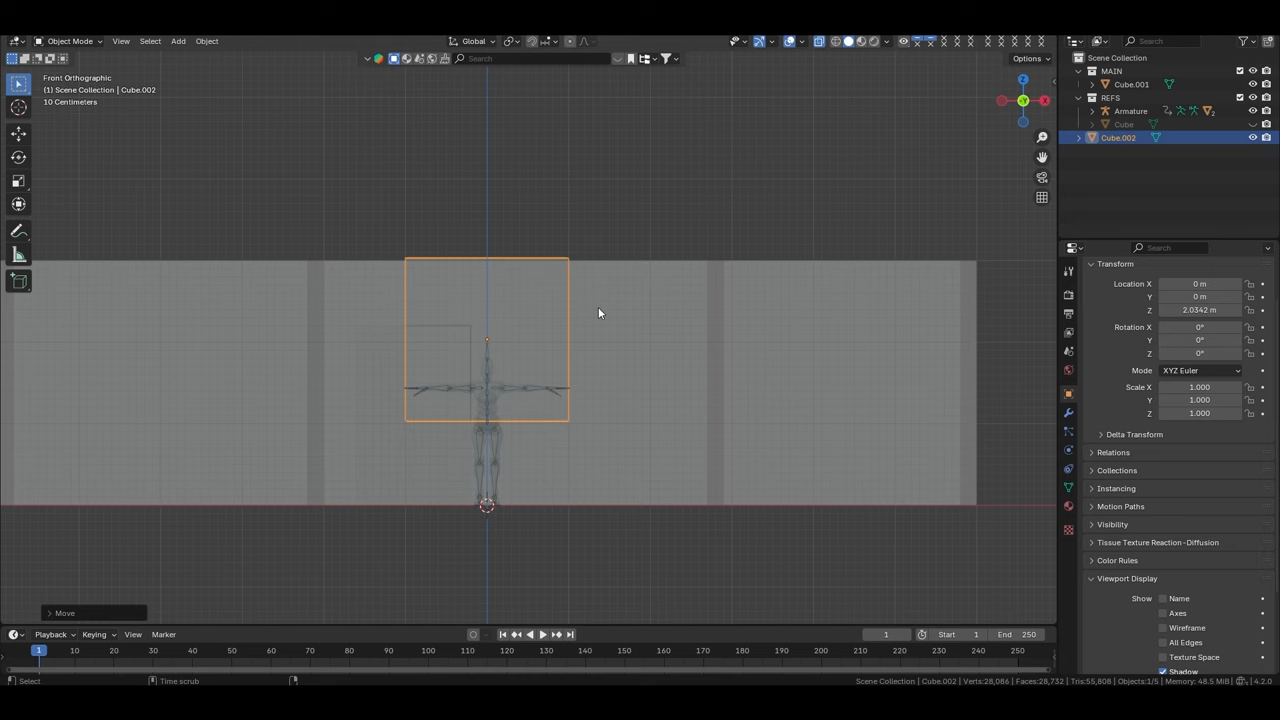 Object Mode
View
Select
Add
Object
Global
Search
Search
Options
Front Orthographic
(1) Scene Collection | Cube.002
10 Centimeters
Z
Y
X
Scene Collection
MAIN
Cube.001
REFS
Armature
2
Cube
Cube.002
Search
Transform
Location X
0 m
Y
0 m
Z
2.0342 m
Rotation X
0°
Y
0°
Z
0°
Mode
XYZ Euler
Scale X
1.000
Y
1.000
Z
1.000
Delta Transform
Relations
Collections
Instancing
Motion Paths
Visibility
Tissue Texture Reaction-Diffusion
Color Rules
Viewport Display
Show
Name
Axes
Wireframe
All Edges
Texture Space
Shadow
Move
Playback
Keying
View
Marker
1
Start
1
End
250
1
10
20
30
40
50
60
70
80
90
100
110
120
130
140
150
160
170
180
190
200
210
220
230
240
250
Select
Time scrub
Scene Collection | Cube.002 | Verts:28,086 | Faces:28,732 | Tris:55,808 | Objects:1/5 | Memory: 48.5 MiB | 4.2.0